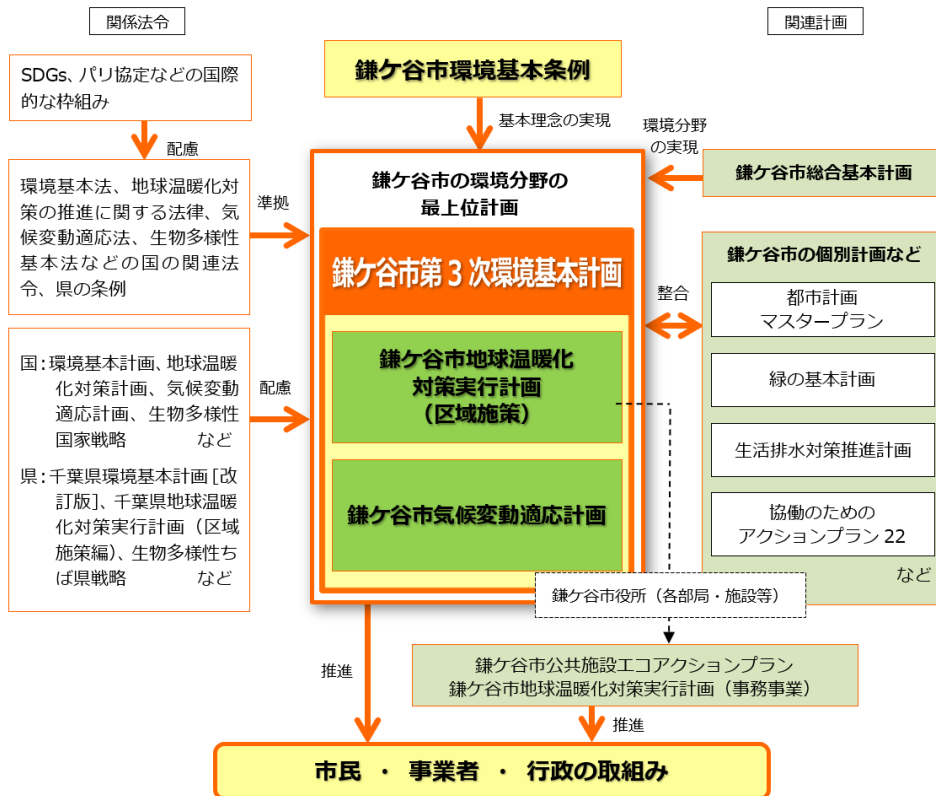 関係法令
関連計画
SDGs、パリ協定などの国際
的な枠組み
配慮
環境基本法、地球温暖化対
策の推進に関する法律、気
候変動適応法、生物多様性
基本法などの国の関連法
令、県の条例
準拠
国：環境基本計画、地球温暖
化対策計画、気候変動
適応計画、生物多様性
国家戦略　　　など
県：千葉県環境基本計画［改
訂版］、千葉県地球温暖
化対策実行計画（区域
施策編）、生物多様性ち
ば県戦略　　　など
配慮
鎌ケ谷市環境基本条例
基本理念の実現
鎌ケ谷市の環境分野の
最上位計画
鎌ケ谷市第３次環境基本計画
鎌ケ谷市地球温暖化
対策実行計画
（区域施策）
鎌ケ谷市気候変動適応計画
環境分野
の実現
鎌ケ谷市総合基本計画
整合
鎌ケ谷市の個別計画など
都市計画
マスタープラン
緑の基本計画
生活排水対策推進計画
協働のための
アクションプラン 22
など
鎌ケ谷市役所（各部局・施設等）
鎌ケ谷市公共施設エコアクションプラン
鎌ケ谷市地球温暖化対策実行計画（事務事業）
推進
推進
市民 ・ 事業者 ・ 行政の取組み